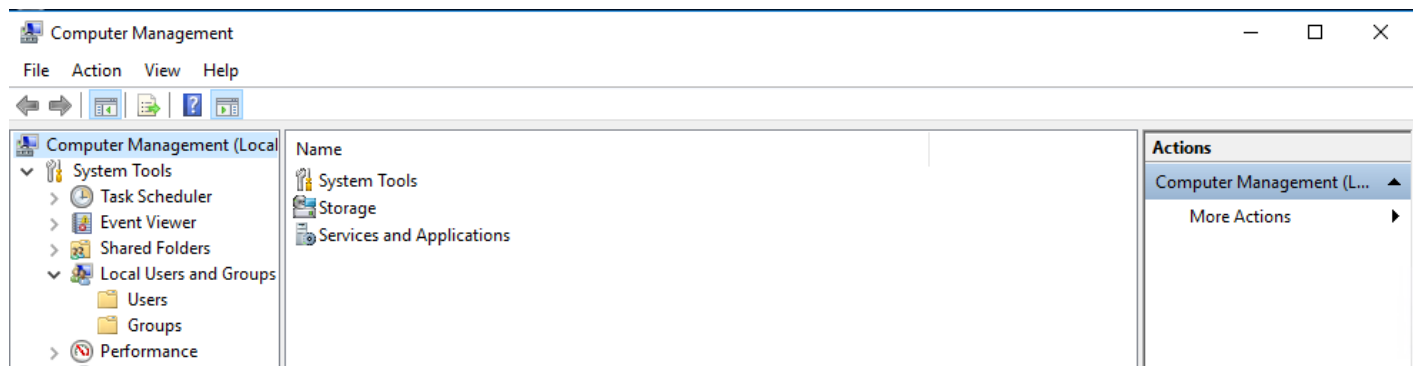 Computer Management
File Action View Help
Computer Management (Local
System Tools
Task Scheduler
Event Viewer
Shared Folders
Local Users and Groups
Users
Groups
Performance
Name
System Tools
Storage
Services and Applications
Actions
Computer Management (L...
More Actions